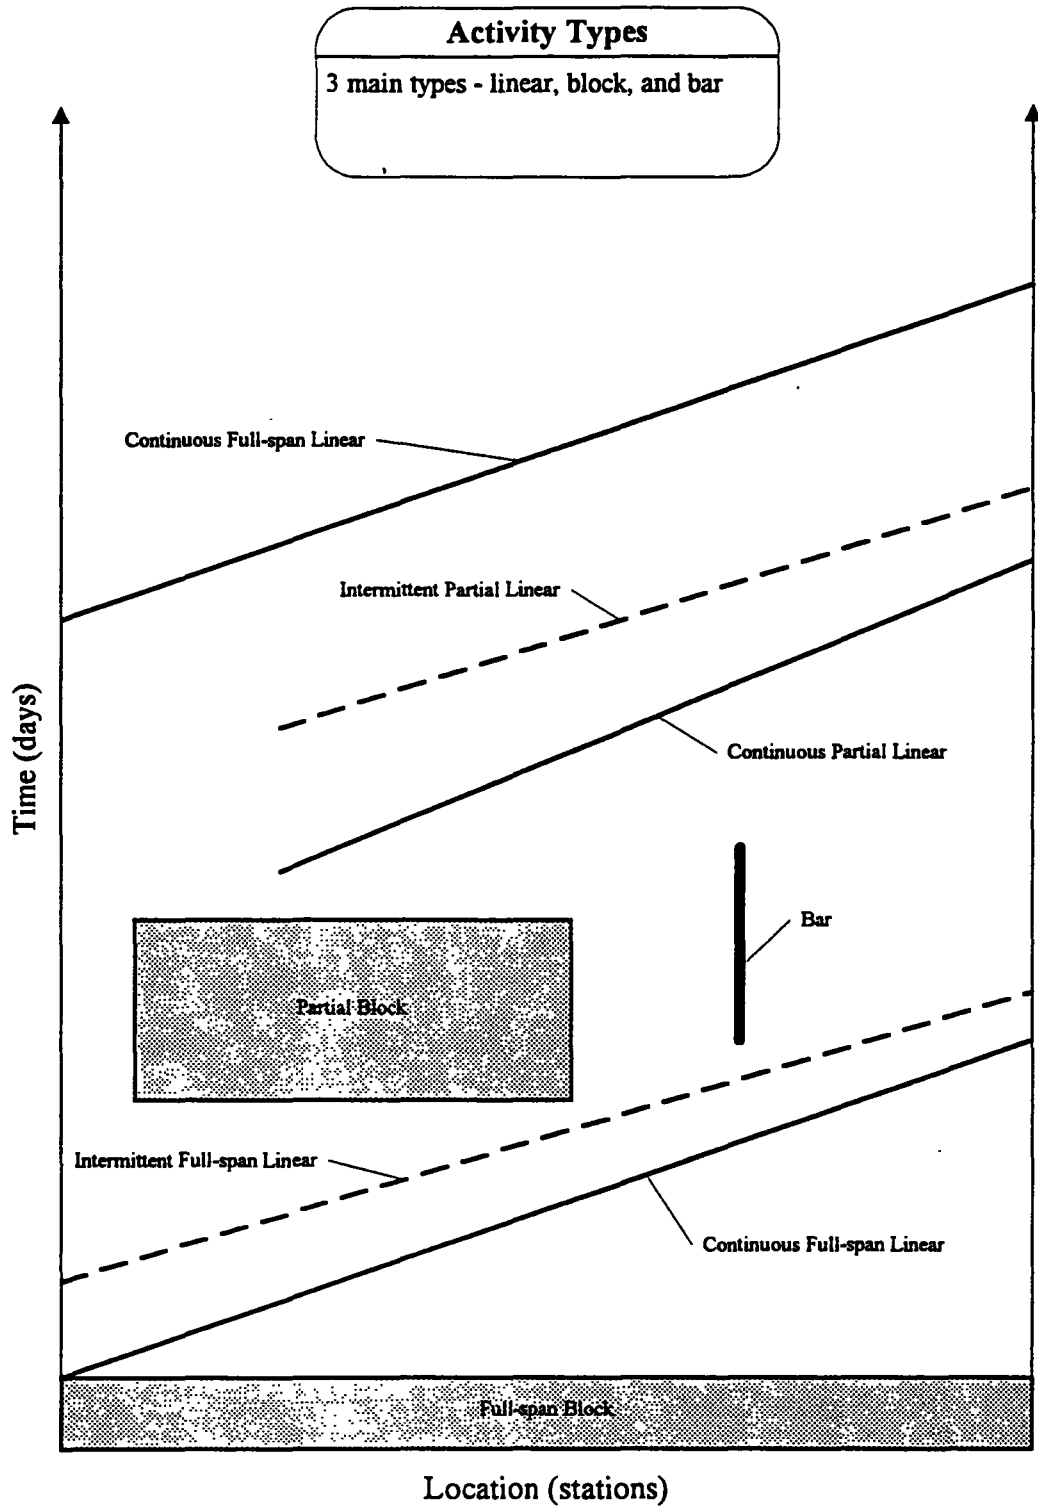 Activity Types
3 main types - linear, block, and bar
Continuous Full-span Linear
Intermittent Partial Linear
Time (days)
Continuous Partial Linear
Bar
Partial Block
Intermittent Full-span Linear
Continuous Full-span Linear
Full-span Block
Location (stations)